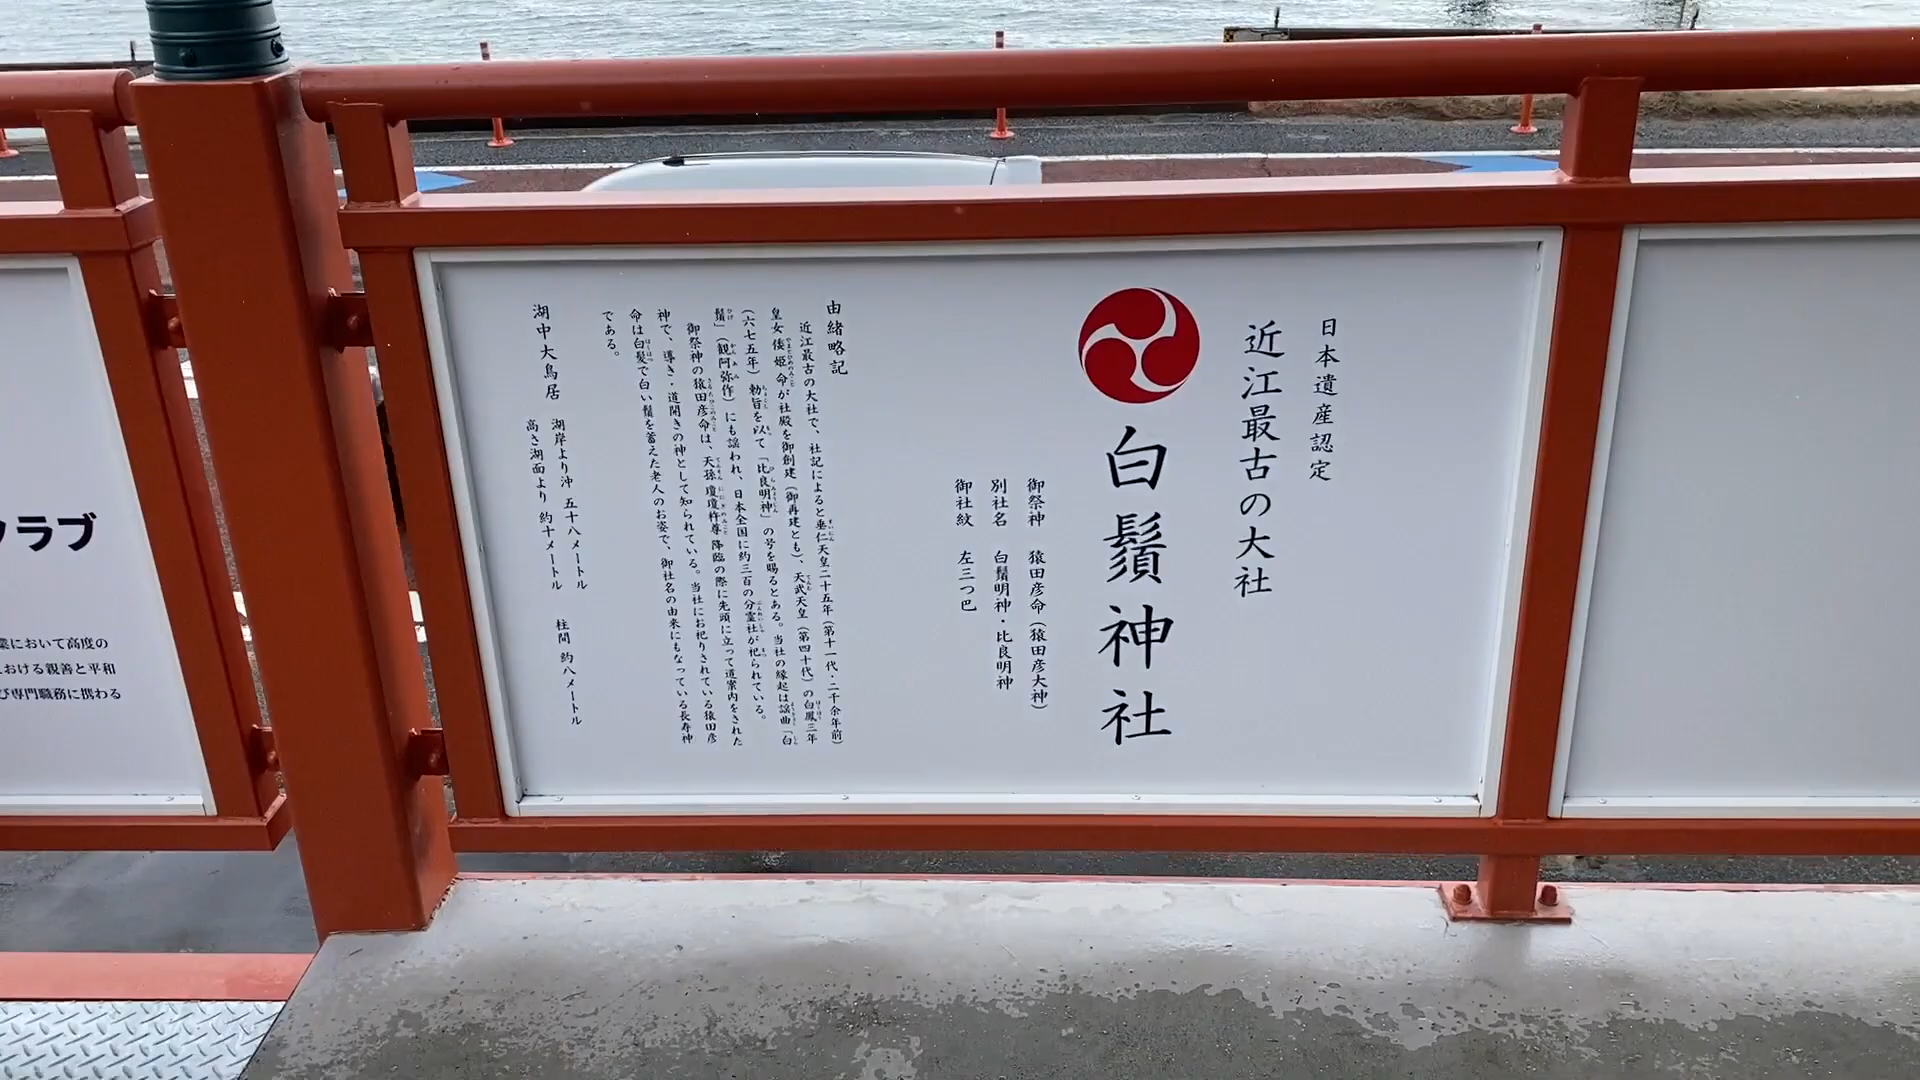 日本遺産認定
近江最古の大社
白鬚神社
御祭神 猿田彦命(猿田彦大神)
別社名 白鬚明神・比良明神
御社紋 左三つ巴
由緒略記
近江最古の大社で、社記によると垂仁天皇二十五年(第十一代・二千余年前)
皇女倭姫命が社殿を御創建(御再建とも)、天武天皇(第四十代)の白鳳三年
(六七五年)勅旨を以て「比良明神」の号を賜るとある。当社の縁起は謡曲「白
鬚」(観阿弥作)にも謡われ、日本全国に約三百の分霊社が祀られている。
御祭神の猿田彦命は、天孫瓊瓊杵尊降臨の際に先頭に立って道案内をされた
神で、導き・道開きの神として知られている。当社にお祀りされている猿田彦
命は白髪で白い鬚を蓄えた老人のお姿で、御社名の由来にもなっている長寿神
である。
湖中大鳥居
湖岸より沖 五十八メートル 柱間 約八メートル
高さ湖面より 約十メートル
クラブ
業において高度の
おける親善と平和
び専門職務に携わる